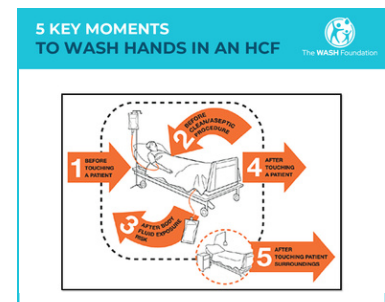 5 KEY MOMENTS
TO WASH HANDS IN AN HCF
The WASH Foundation
1
BEFORE
TOUCHING
A PATIENT
2
BEFORE
CLEAN/ASEPTIC
PROCEDURE
3
AFTER BODY
FLUID EXPOSURE
RISK
4
AFTER
TOUCHING
A PATIENT
5
AFTER
TOUCHING PATIENT
SURROUNDINGS